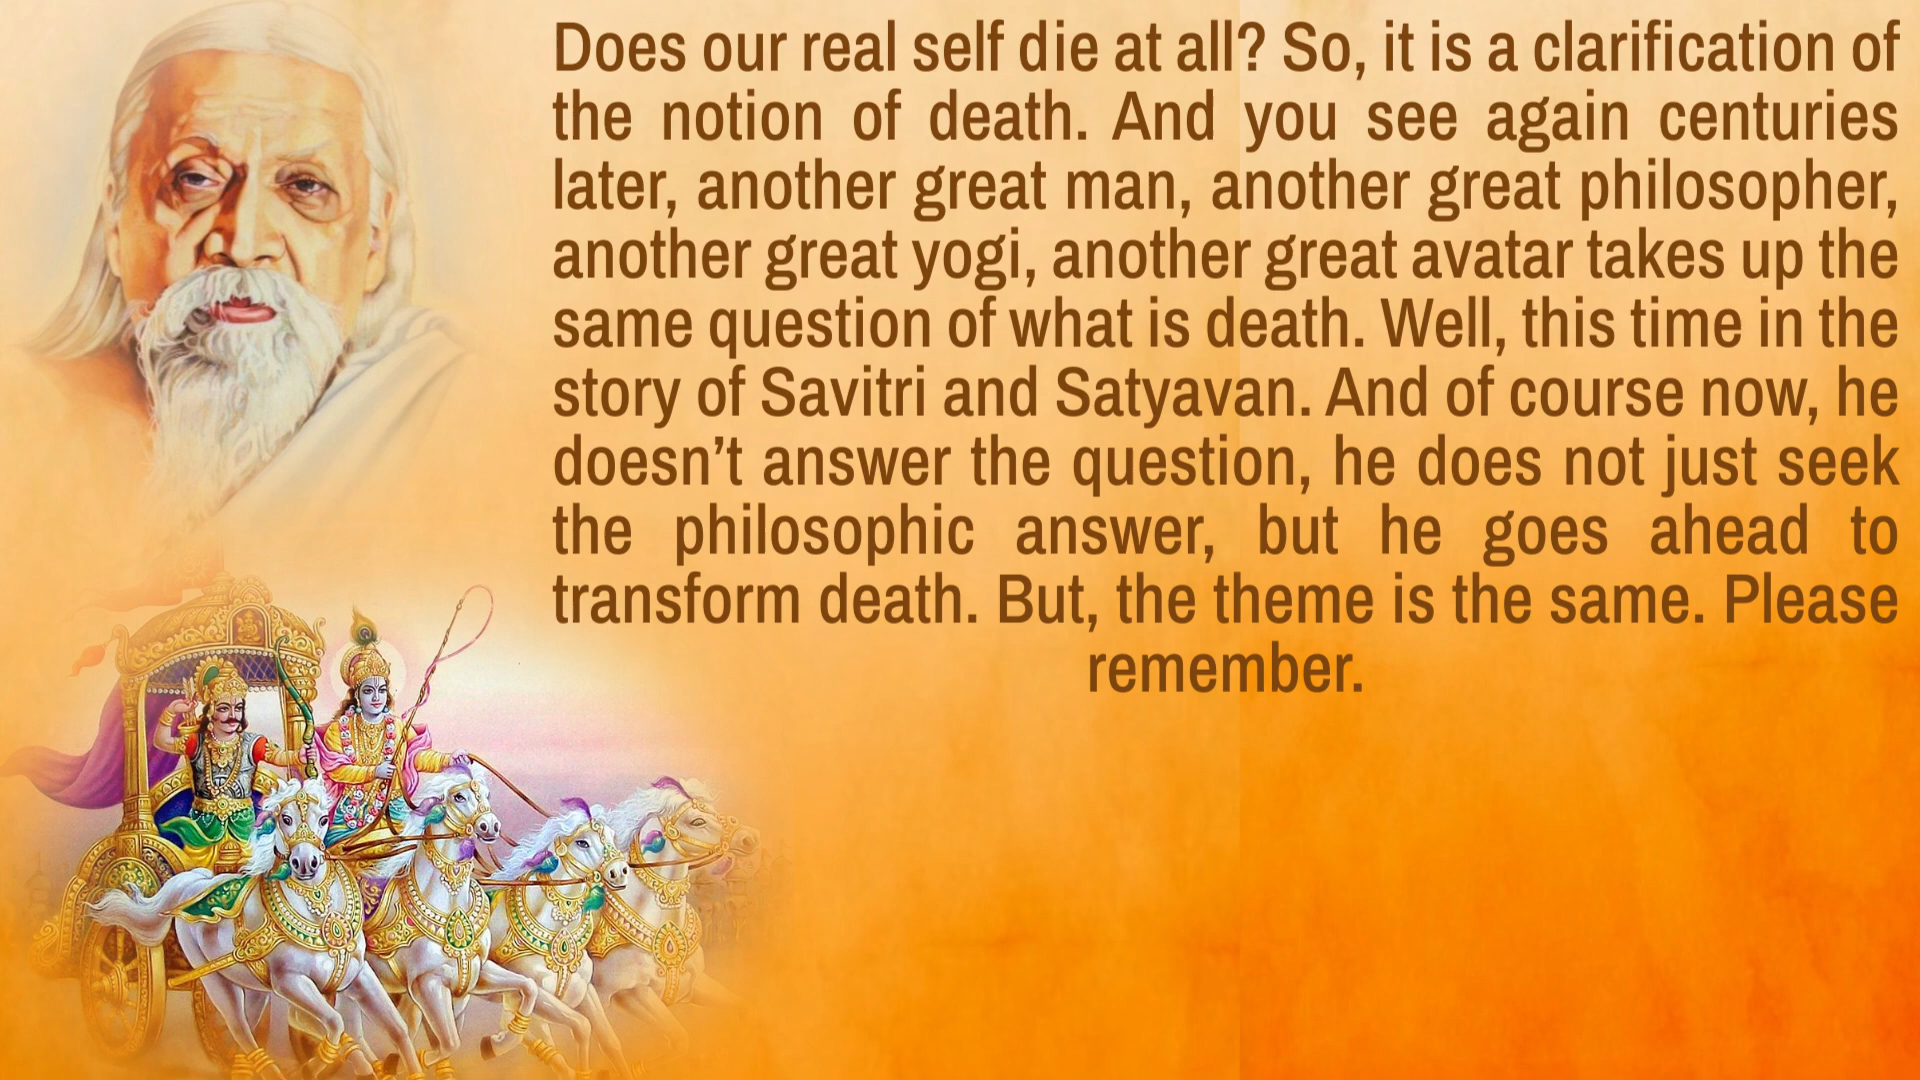 Does our real self die at all? So, it is a clarification of
the notion of death. And you see again centuries
later, another great man, another great philosopher,
another great yogi, another great avatar takes up the
same question of what is death. Well, this time in the
story of Savitri and Satyavan. And of course now, he
doesn’t answer the question, he does not just seek
the philosophic answer, but he goes ahead to
transform death. But, the theme is the same. Please
remember.